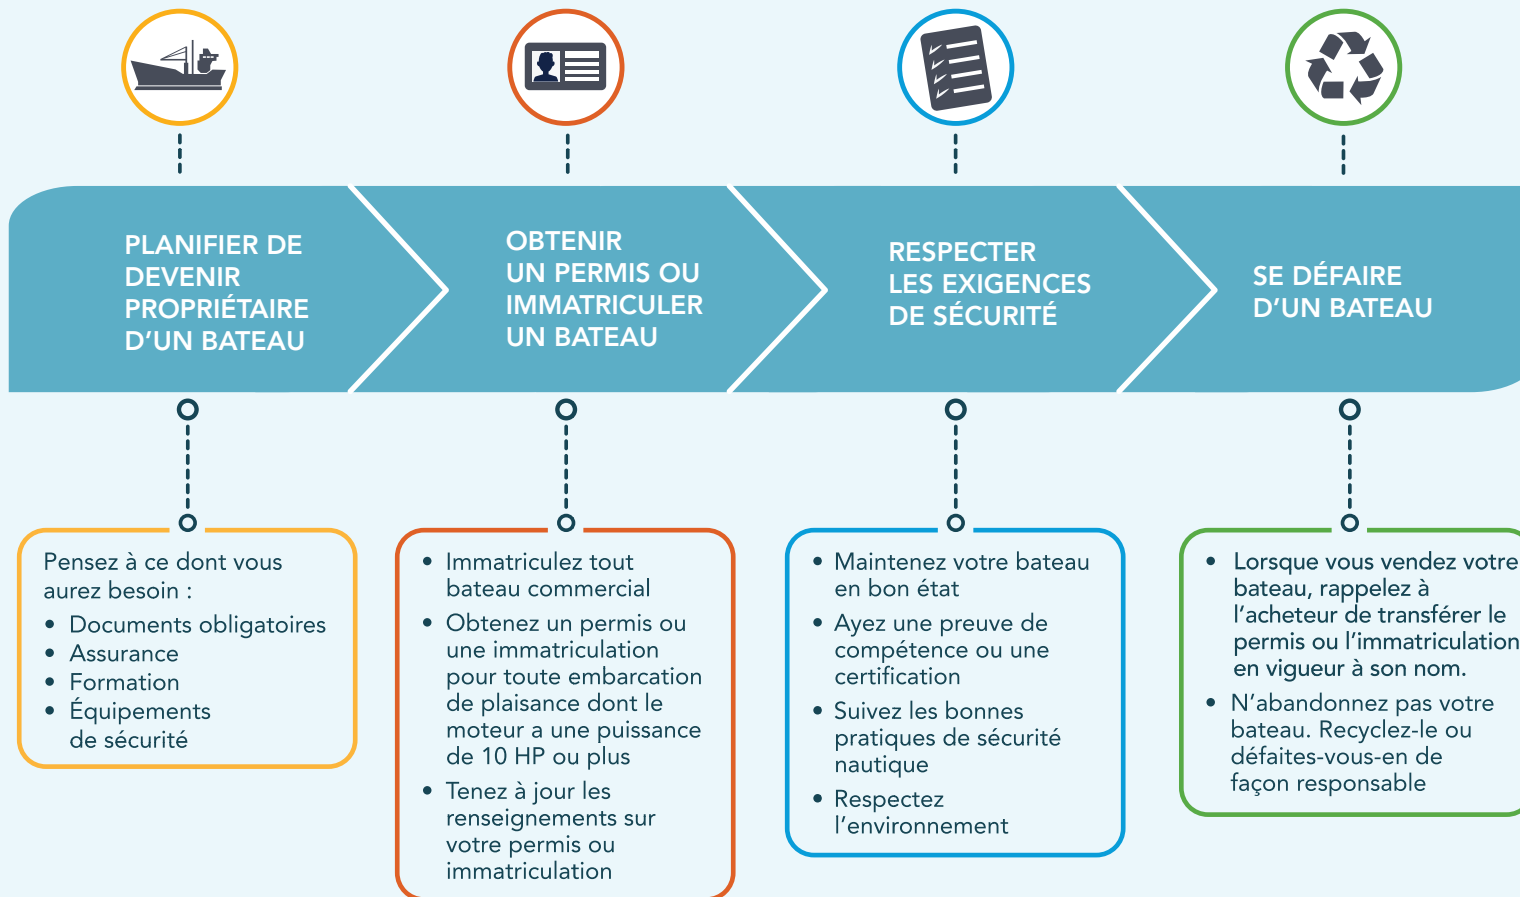 PLANIFIER DE
DEVENIR
PROPRIÉTAIRE
D’UN BATEAU
OBTENIR
UN PERMIS OU
IMMATRICULER
UN BATEAU
RESPECTER
LES EXIGENCES
DE SÉCURITÉ
SE DÉFAIRE
D’UN BATEAU
Pensez à ce dont vous
aurez besoin :
• Documents obligatoires
• Assurance
• Formation
• Équipements
de sécurité
• Immatriculez tout
bateau commercial
• Obtenez un permis ou
une immatriculation
pour toute embarcation
de plaisance dont le
moteur a une puissance
de 10 HP ou plus
• Tenez à jour les
renseignements sur
votre permis ou
immatriculation
• Maintenez votre bateau
en bon état
• Ayez une preuve de
compétence ou une
certification
• Suivez les bonnes
pratiques de sécurité
nautique
• Respectez
l’environnement
• Lorsque vous vendez votre
bateau, rappelez à
l’acheteur de transférer le
permis ou l’immatriculation
en vigueur à son nom.
• N’abandonnez pas votre
bateau. Recyclez-le ou
défaites-vous-en de
façon responsable